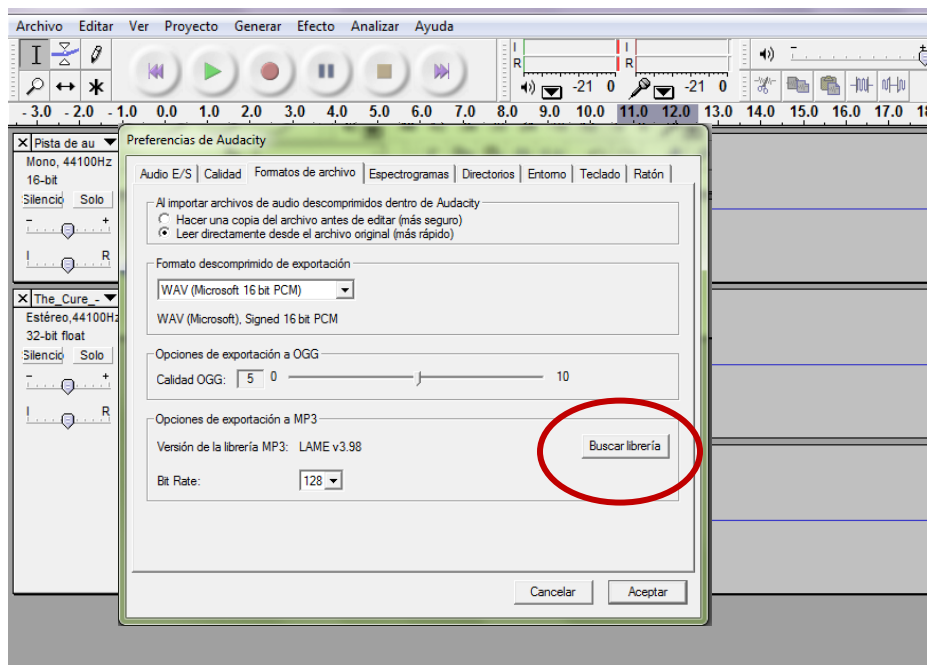 Archivo Editar Ver Proyecto Generar Efecto Analizar Ayuda
I I
R R
-21 0 -21 0
- 3.0 - 2.0 - 1.0 0.0 1.0 2.0 3.0 4.0 5.0 6.0 7.0 8.0 9.0 10.0 11.0 12.0 13.0 14.0 15.0 16.0 17.0
X Pista de au
Mono, 44100Hz
16-bit
Silencio Solo
- +
I R
X The_Cure_-
Estéreo,44100Hz
32-bit float
Silencio Solo
- +
I R
Preferencias de Audacity
Audio E/S Calidad Formatos de archivo Espectrogramas Directorios Entorno Teclado Ratón
Al importar archivos de audio descomprimidos dentro de Audacity
Hacer una copia del archivo antes de editar (más seguro)
Leer directamente desde el archivo original (más rápido)
Formato descomprimido de exportación
WAV (Microsoft 16 bit PCM)
WAV (Microsoft), Signed 16 bit PCM
Opciones de exportación a OGG
Calidad OGG: 5 0 10
Opciones de exportación a MP3
Versión de la librería MP3: LAME v3.98 Buscar librería
Bit Rate: 128
Cancelar Aceptar